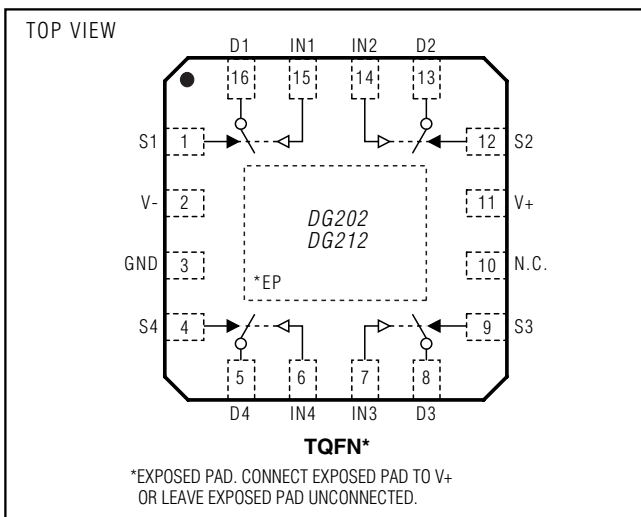 TOP VIEW
D1 IN1 IN2 D2
16 15 14 13
S1 1 12 S2
V- 2 11 V+
DG202
DG212
GND 3 10 N.C.
*EP
S4 4 9 S3
5 6 7 8
D4 IN4 IN3 D3
TQFN*
*EXPOSED PAD. CONNECT EXPOSED PAD TO V+
OR LEAVE EXPOSED PAD UNCONNECTED.